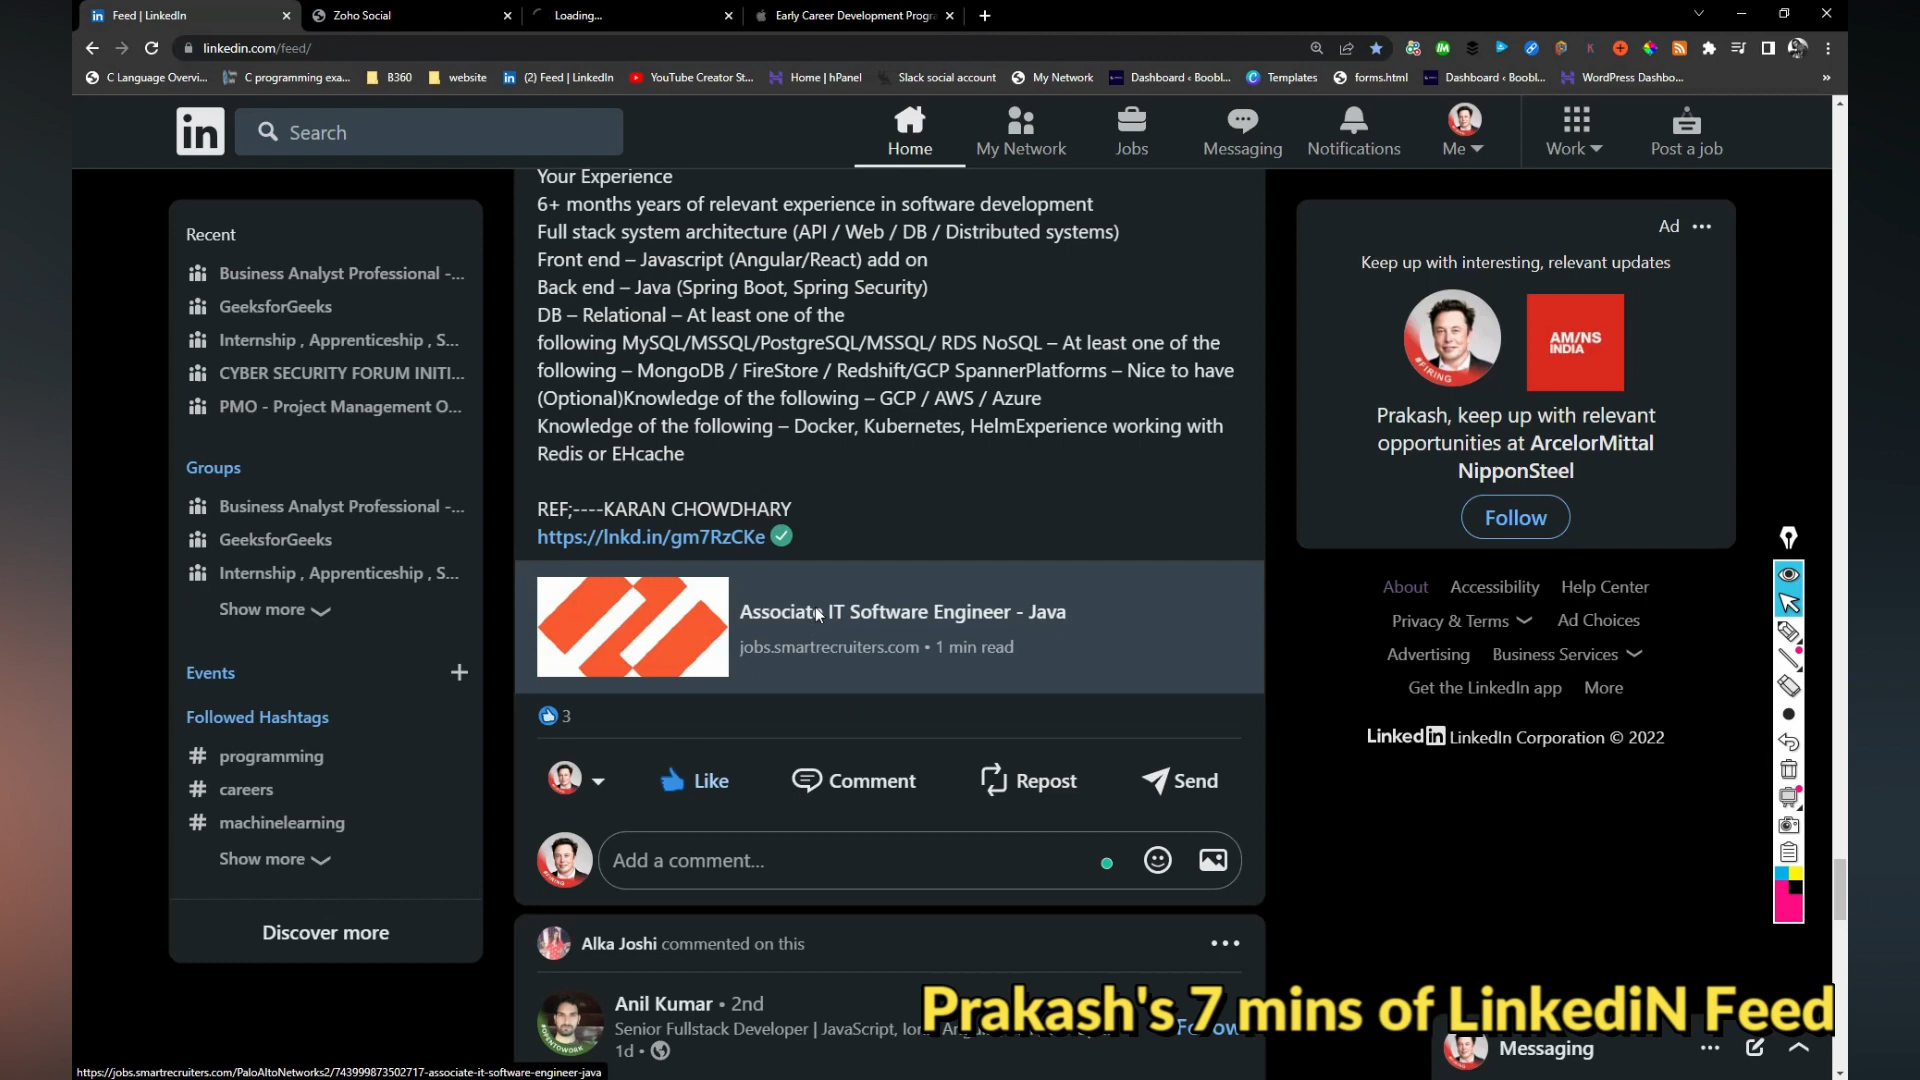 Feed | LinkedIn
Zoho Social
Loading...
Early Career Development Progra
linkedin.com/feed/
C Language Overvi...
C programming exa...
B360
website
(2) Feed | LinkedIn
YouTube Creator St...
Home | hPanel
Slack social account
My Network
Dashboard ‹ Boobl...
Templates
forms.html
Dashboard ‹ Boobl...
WordPress Dashbo...
»
in
Search
Home
My Network
Jobs
Messaging
Notifications
Me
Work
Post a job
Recent
Business Analyst Professional -...
GeeksforGeeks
Internship , Apprenticeship , S...
CYBER SECURITY FORUM INITI...
PMO - Project Management O...
Groups
Business Analyst Professional -...
GeeksforGeeks
Internship , Apprenticeship , S...
Show more
Events
Followed Hashtags
# programming
# careers
# machinelearning
Show more
Discover more
Your Experience
6+ months years of relevant experience in software development
Full stack system architecture (API / Web / DB / Distributed systems)
Front end – Javascript (Angular/React) add on
Back end – Java (Spring Boot, Spring Security)
DB – Relational – At least one of the
following MySQL/MSSQL/PostgreSQL/MSSQL/ RDS NoSQL – At least one of the
following – MongoDB / FireStore / Redshift/GCP SpannerPlatforms – Nice to have
(Optional)Knowledge of the following – GCP / AWS / Azure
Knowledge of the following – Docker, Kubernetes, HelmExperience working with
Redis or EHcache
REF;----KARAN CHOWDHARY
https://lnkd.in/gm7RzCKe
Associate IT Software Engineer - Java
jobs.smartrecruiters.com • 1 min read
3
Like
Comment
Repost
Send
Add a comment...
Alka Joshi commented on this
Anil Kumar • 2nd
Senior Fullstack Developer | JavaScript, Ion
1d •
Follow
Ad
Keep up with interesting, relevant updates
#FIRING
AM/NS
INDIA
Prakash, keep up with relevant
opportunities at ArcelorMittal
NipponSteel
Follow
About
Accessibility
Help Center
Privacy & Terms
Ad Choices
Advertising
Business Services
Get the LinkedIn app
More
Linked in LinkedIn Corporation © 2022
Prakash's 7 mins of LinkediN Feed
Messaging
https://jobs.smartrecruiters.com/PaloAltoNetworks2/743999873502717-associate-it-software-engineer-java